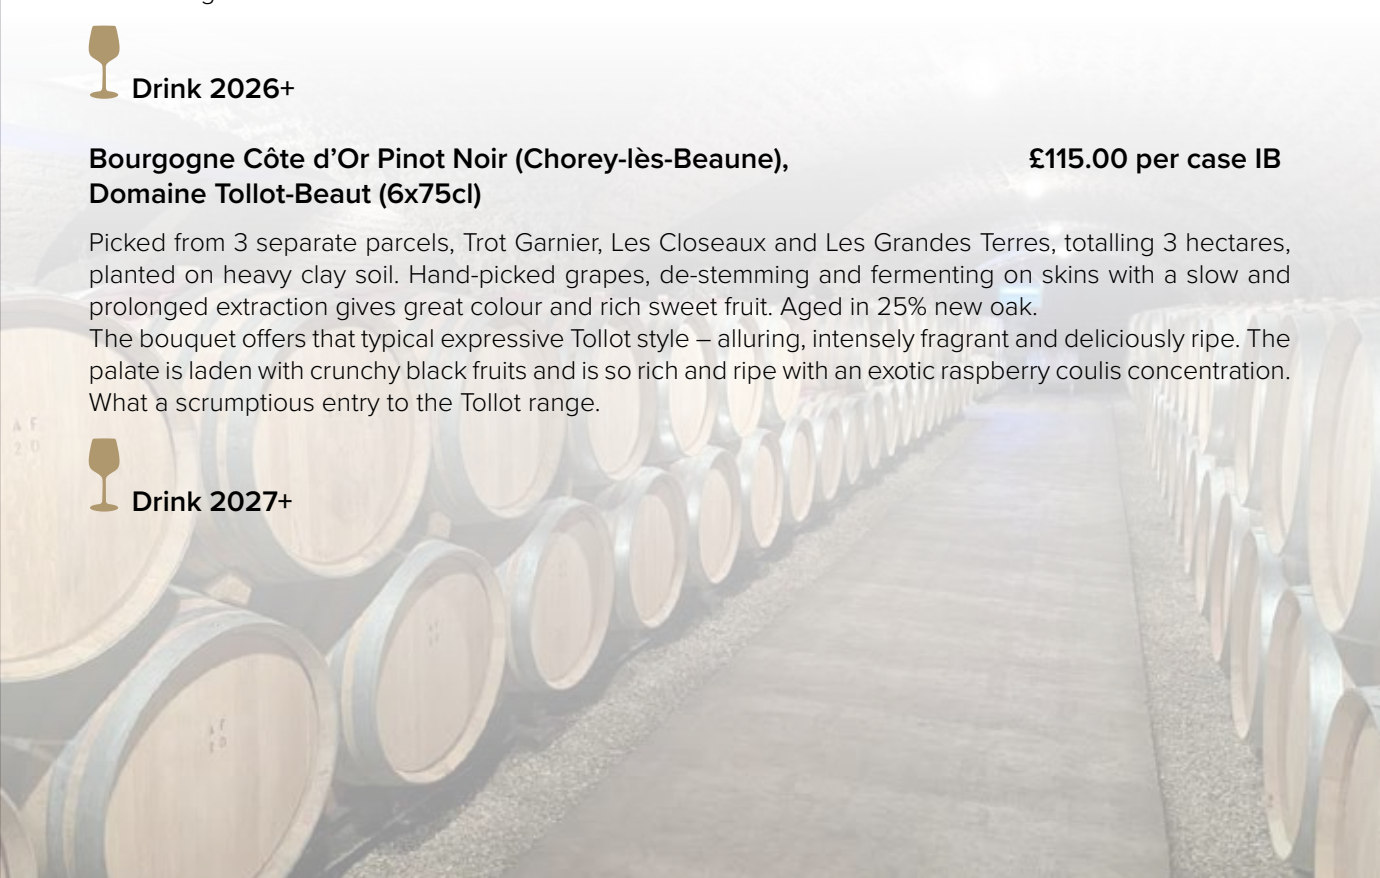 Drink 2026+
Bourgogne Côte d’Or Pinot Noir (Chorey-lès-Beaune), £115.00 per case IB
Domaine Tollot-Beaut (6x75cl)
Picked from 3 separate parcels, Trot Garnier, Les Closeaux and Les Grandes Terres, totalling 3 hectares,
planted on heavy clay soil. Hand-picked grapes, de-stemming and fermenting on skins with a slow and
prolonged extraction gives great colour and rich sweet fruit. Aged in 25% new oak.
The bouquet offers that typical expressive Tollot style – alluring, intensely fragrant and deliciously ripe. The
palate is laden with crunchy black fruits and is so rich and ripe with an exotic raspberry coulis concentration.
What a scrumptious entry to the Tollot range.
Drink 2027+